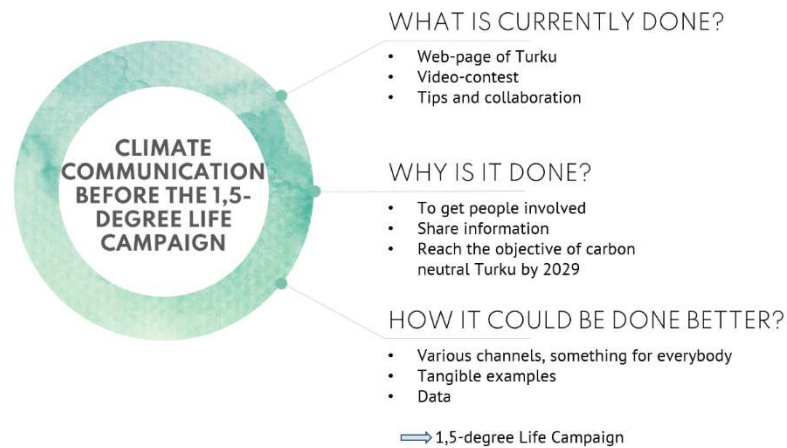 CLIMATE
COMMUNICATION
BEFORE THE 1,5-
DEGREE LIFE
CAMPAIGN
WHAT IS CURRENTLY DONE?
• Web-page of Turku
• Video-contest
• Tips and collaboration
WHY IS IT DONE?
• To get people involved
• Share information
• Reach the objective of carbon
neutral Turku by 2029
HOW IT COULD BE DONE BETTER?
• Various channels, something for everybody
• Tangible examples
• Data
1,5-degree Life Campaign